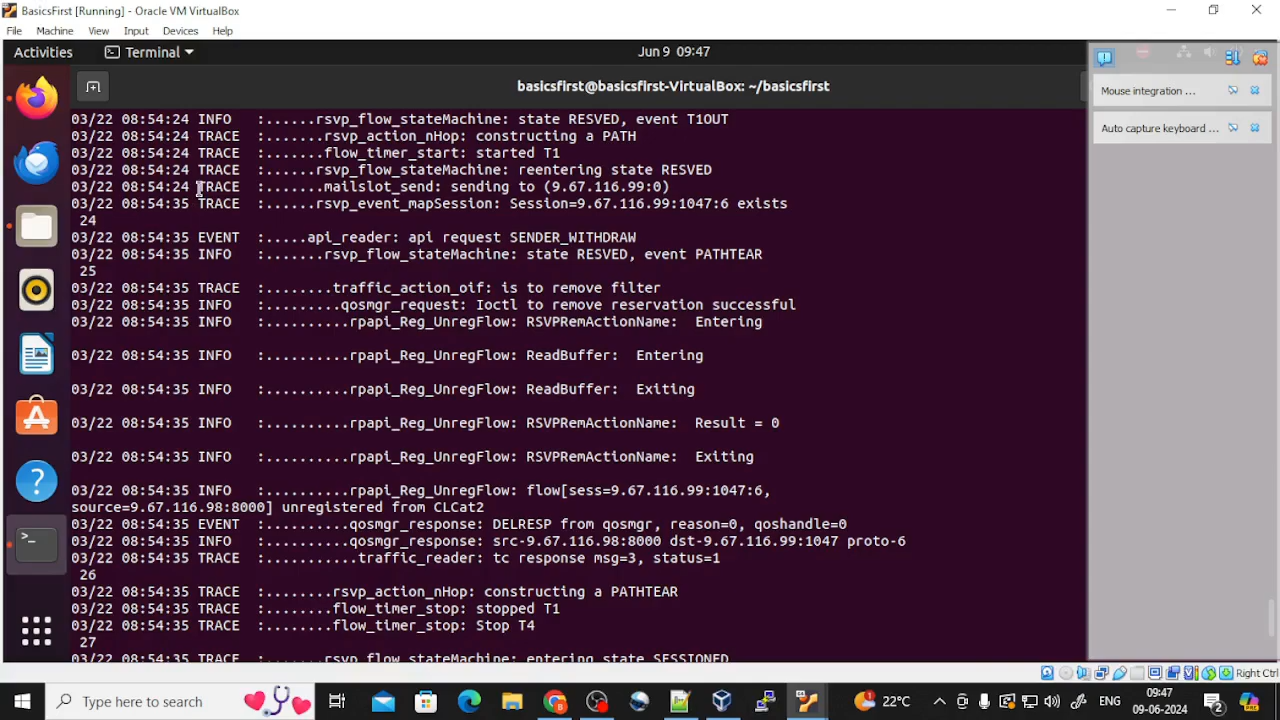 BasicsFirst [Running] - Oracle VM VirtualBox
File Machine View Input Devices Help
Activities Terminal Jun 9 09:47
basicsfirst@basicsfirst-VirtualBox: ~/basicsfirst
Mouse integration ...
Auto capture keyboard ...
03/22 08:54:24 INFO   :......rsvp_flow_stateMachine: state RESVED, event T1OUT
03/22 08:54:24 TRACE  :.......rsvp_action_nHop: constructing a PATH
03/22 08:54:24 TRACE  :.......flow_timer_start: started T1
03/22 08:54:24 TRACE  :......rsvp_flow_stateMachine: reentering state RESVED
03/22 08:54:24 TRACE  :.......mailslot_send: sending to (9.67.116.99:0)
03/22 08:54:35 TRACE  :......rsvp_event_mapSession: Session=9.67.116.99:1047:6 exists
24
03/22 08:54:35 EVENT  :.....api_reader: api request SENDER_WITHDRAW
03/22 08:54:35 INFO   :.......rsvp_flow_stateMachine: state RESVED, event PATHTEAR
25
03/22 08:54:35 TRACE  :........traffic_action_oif: is to remove filter
03/22 08:54:35 INFO   :.........qosmgr_request: Ioctl to remove reservation successful
03/22 08:54:35 INFO   :..........rpapi_Reg_UnregFlow: RSVPRemActionName:  Entering
03/22 08:54:35 INFO   :..........rpapi_Reg_UnregFlow: ReadBuffer:  Entering
03/22 08:54:35 INFO   :..........rpapi_Reg_UnregFlow: ReadBuffer:  Exiting
03/22 08:54:35 INFO   :..........rpapi_Reg_UnregFlow: RSVPRemActionName:  Result = 0
03/22 08:54:35 INFO   :..........rpapi_Reg_UnregFlow: RSVPRemActionName:  Exiting
03/22 08:54:35 INFO   :..........rpapi_Reg_UnregFlow: flow[sess=9.67.116.99:1047:6,
source=9.67.116.98:8000] unregistered from CLCat2
03/22 08:54:35 EVENT  :..........qosmgr_response: DELRESP from qosmgr, reason=0, qoshandle=0
03/22 08:54:35 INFO   :..........qosmgr_response: src-9.67.116.98:8000 dst-9.67.116.99:1047 proto-6
03/22 08:54:35 TRACE  :...........traffic_reader: tc response msg=3, status=1
26
03/22 08:54:35 TRACE  :........rsvp_action_nHop: constructing a PATHTEAR
03/22 08:54:35 TRACE  :........flow_timer_stop: stopped T1
03/22 08:54:35 TRACE  :........flow_timer_stop: Stop T4
27
03/22 08:54:35 TRACE  :.......rsvp_flow_stateMachine: entering state SESSIONED
Right Ctrl
Type here to search
22°C
ENG
09:47
09-06-2024
2